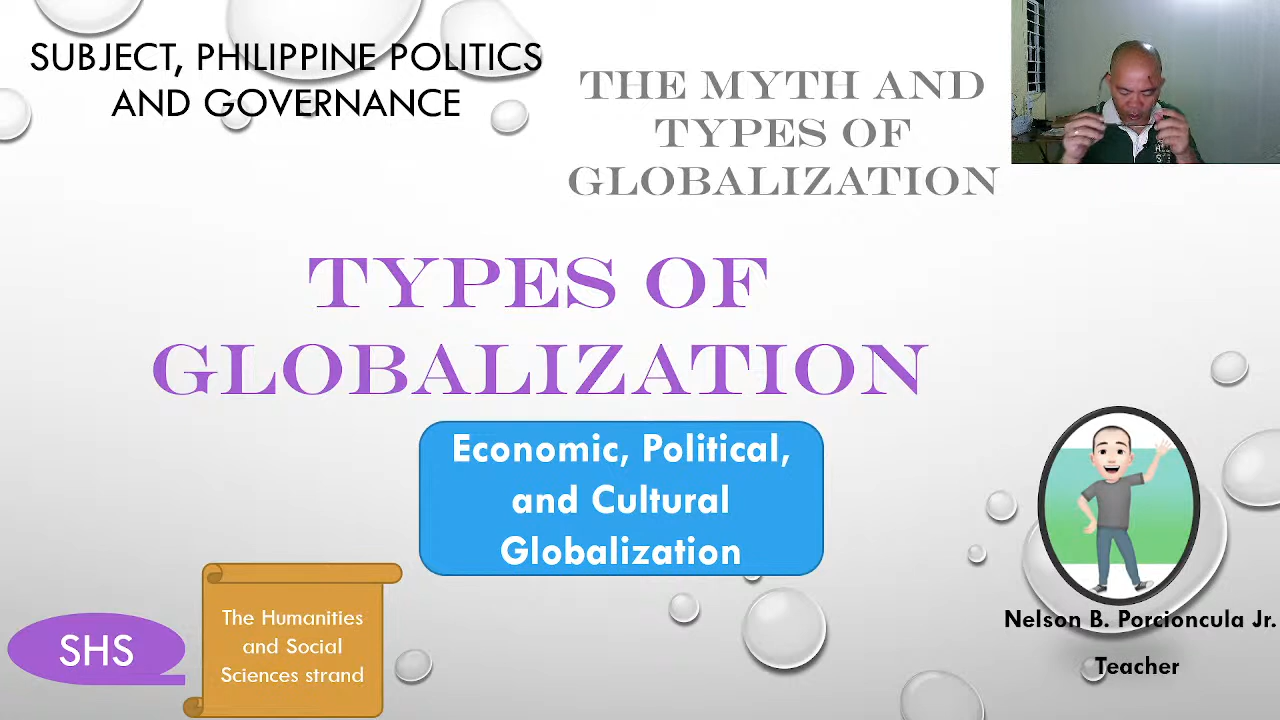 SUBJECT, PHILIPPINE POLITICS
AND GOVERNANCE
THE MYTH AND
TYPES OF
GLOBALIZATION
TYPES OF
GLOBALIZATION
Economic, Political,
and Cultural
Globalization
SHS
The Humanities
and Social
Sciences strand
Nelson B. Porcioncula Jr.
Teacher